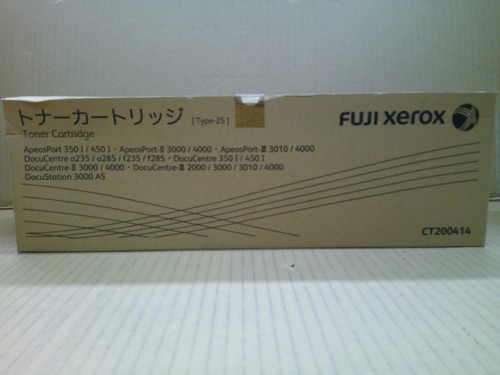 トナーカートリッジ [Type-25]
Toner Cartridge
FUJI xerox
ApeosPort 350 I / 450 I・ApeosPort-Ⅱ 3000 / 4000・ApeosPort-Ⅲ 3010 / 4000
DocuCentre α235 / α285 / f235 / f285・DocuCentre 350 I / 450 I
DocuCentre-Ⅱ 3000 / 4000・DocuCentre-Ⅲ 2000 / 3000 / 3010 / 4000
DocuStation 3000 AS
CT200414